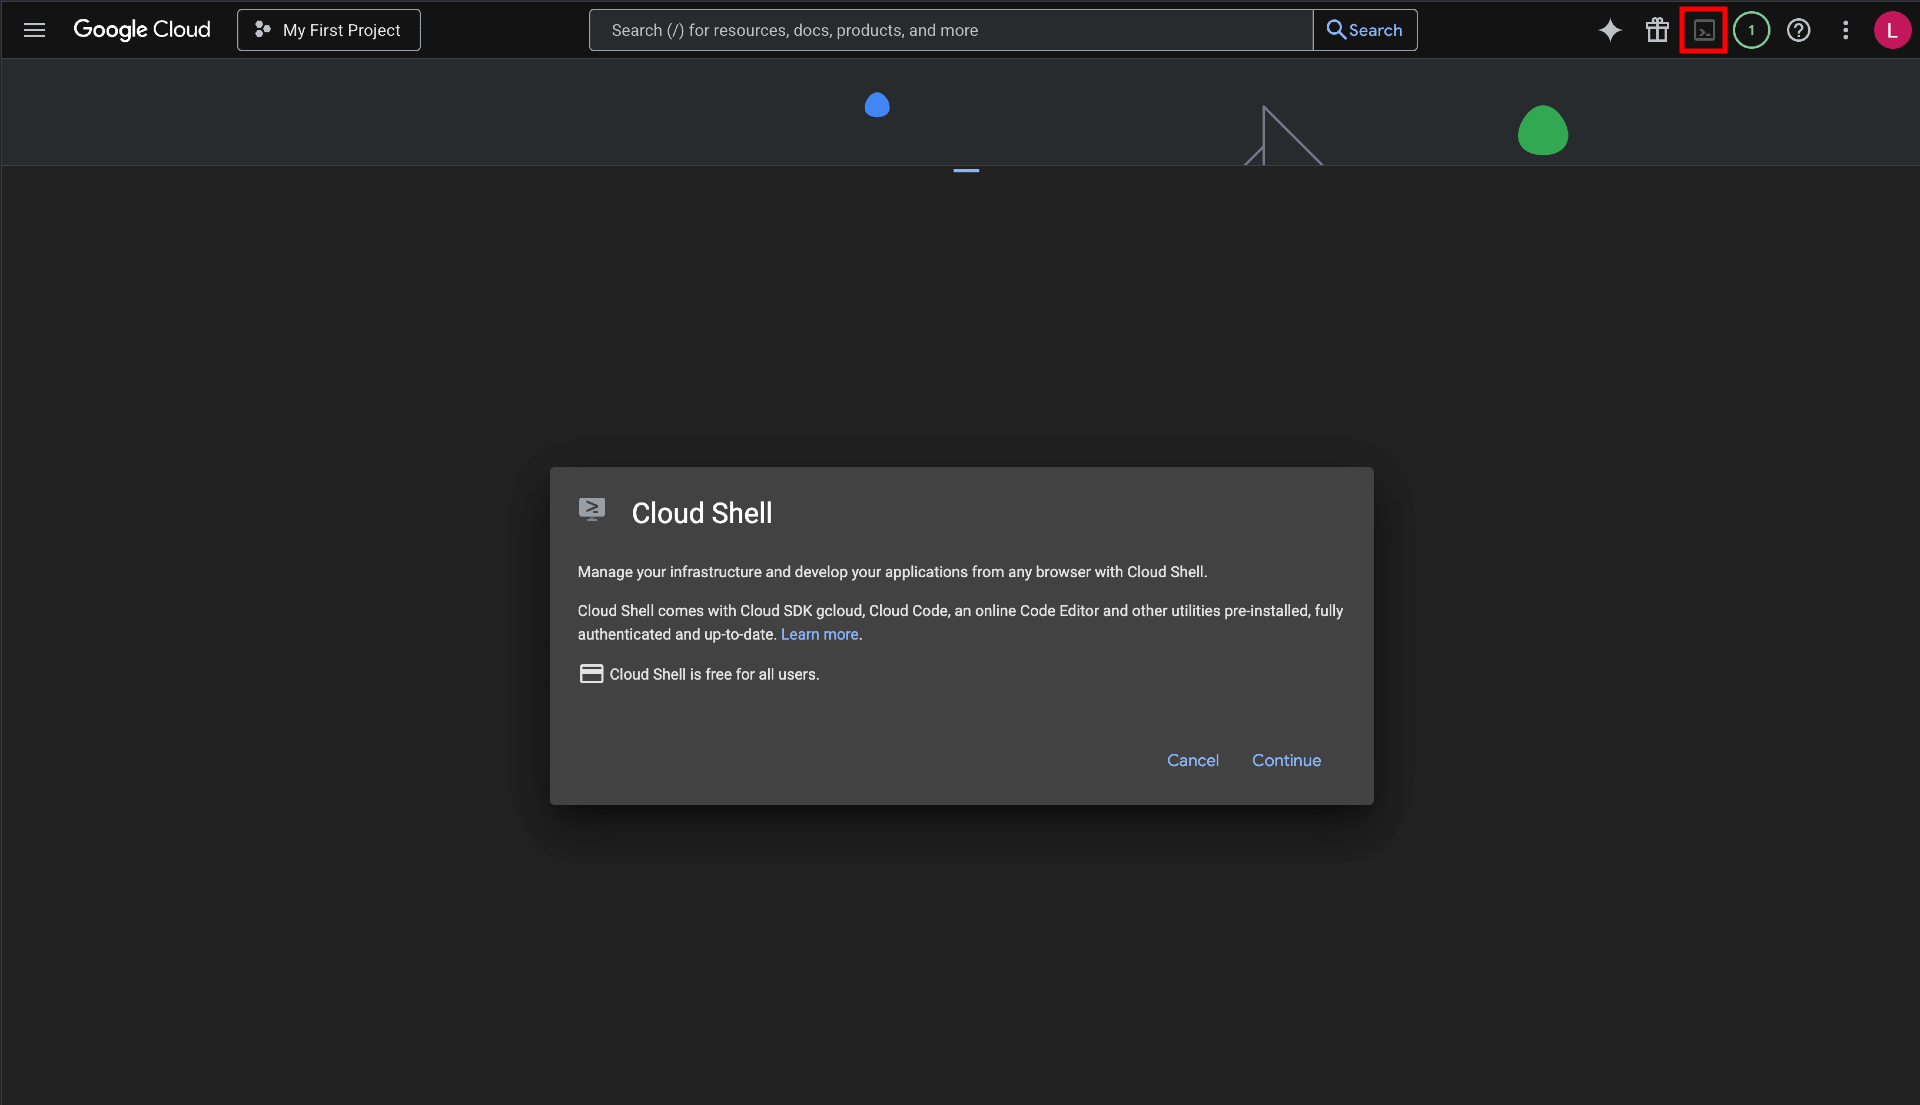 Google Cloud
My First Project
Search (/) for resources, docs, products, and more
Search
1
L
Cloud Shell
Manage your infrastructure and develop your applications from any browser with Cloud Shell.
Cloud Shell comes with Cloud SDK gcloud, Cloud Code, an online Code Editor and other utilities pre-installed, fully
authenticated and up-to-date. Learn more.
Cloud Shell is free for all users.
Cancel
Continue